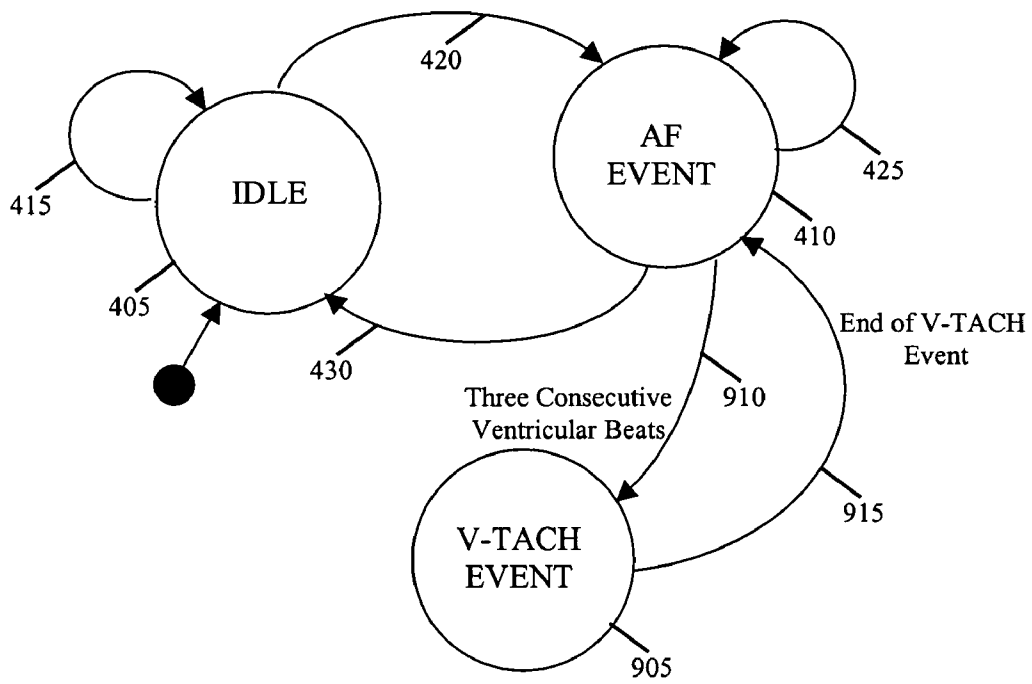 420
AF
EVENT
425
415
IDLE
410
405
End of V-TACH
Event
430
910
Three Consecutive
Ventricular Beats
915
V-TACH
EVENT
905